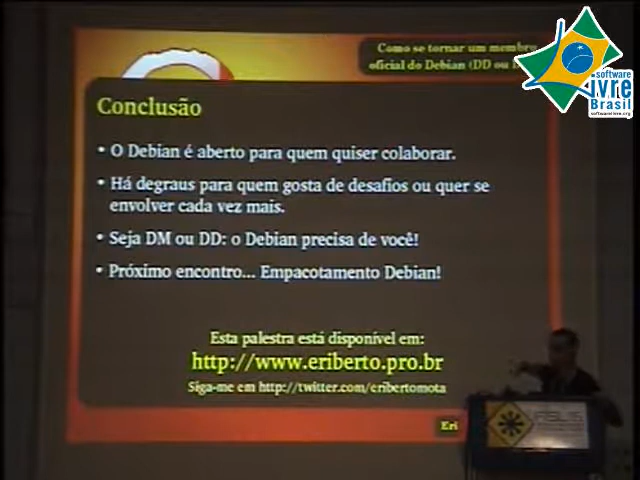 Como se tornar um membro
oficial do Debian (DD ou
software
livre
Brasil
softwarelivre.org
Conclusão
• O Debian é aberto para quem quiser colaborar.
• Há degraus para quem gosta de desafios ou quer se
envolver cada vez mais.
• Seja DM ou DD: o Debian precisa de você!
• Próximo encontro... Empacotamento Debian!
Esta palestra está disponível em:
http://www.eriberto.pro.br
Siga-me em http://twitter.com/eribertomota
Eri